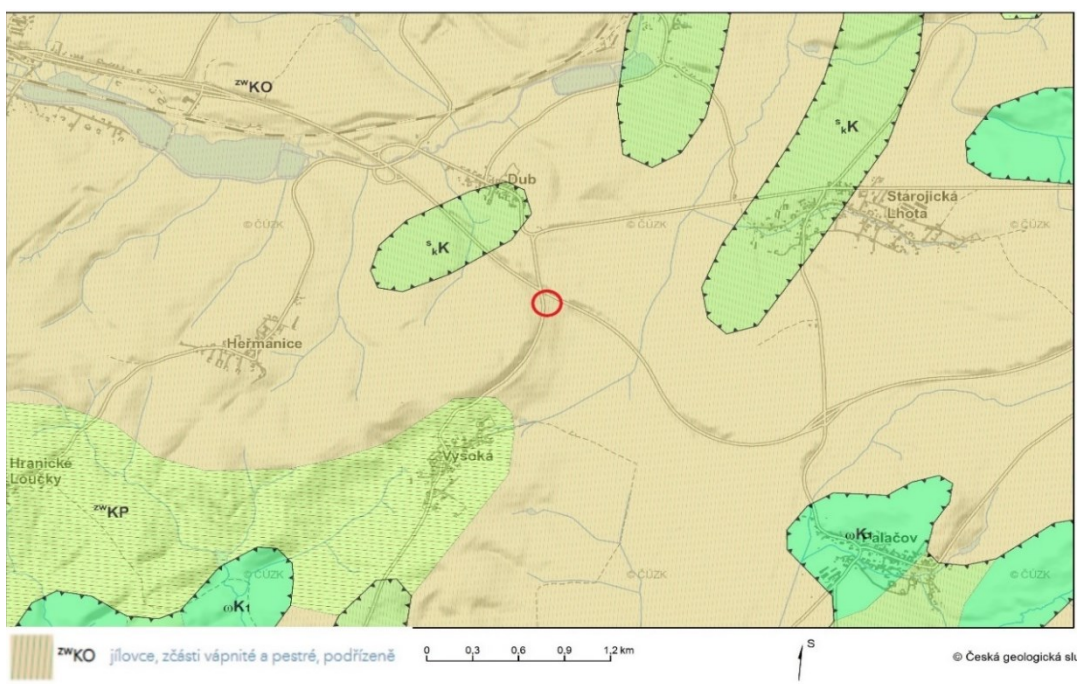 zwKO
skK
Dub
Starojická
Lhota
© ČÚZK
© ČÚZK
© ČÚZK
skK
Heřmanice
Hranické
Loučky
Vysoká
zwKP
ωK1
Palačov
© ČÚZK
© ČÚZK
© ČÚZK
ωK1
zwKO jílovce, zčásti vápnité a pestré, podřízeně
0 0,3 0,6 0,9 1,2 km
S
© Česká geologická slu